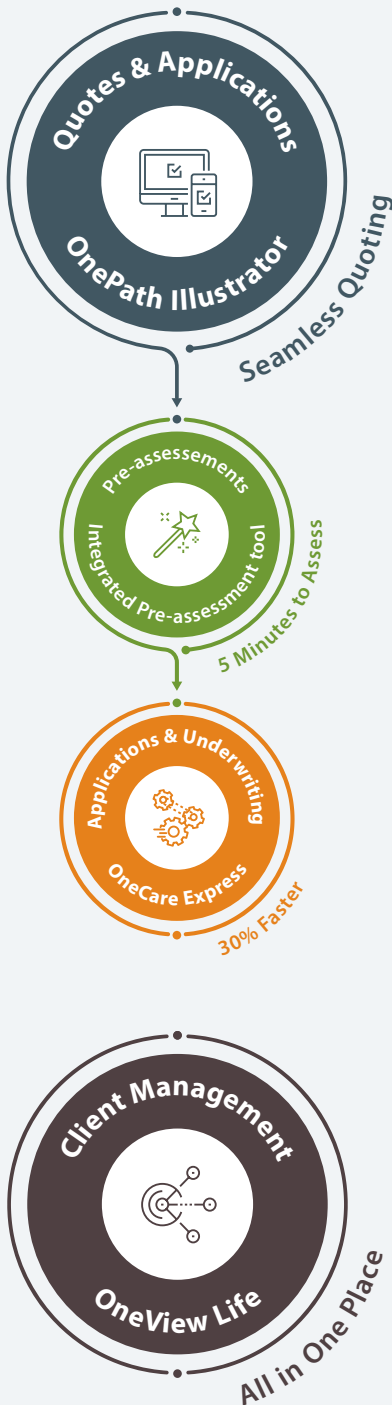 Quotes & Applications
OnePath Illustrator
Seamless Quoting
Pre-assessements
Integrated Pre-assessment tool
5 Minutes to Assess
Applications & Underwriting
OneCare Express
30% Faster
Client Management
OneView Life
All in One Place